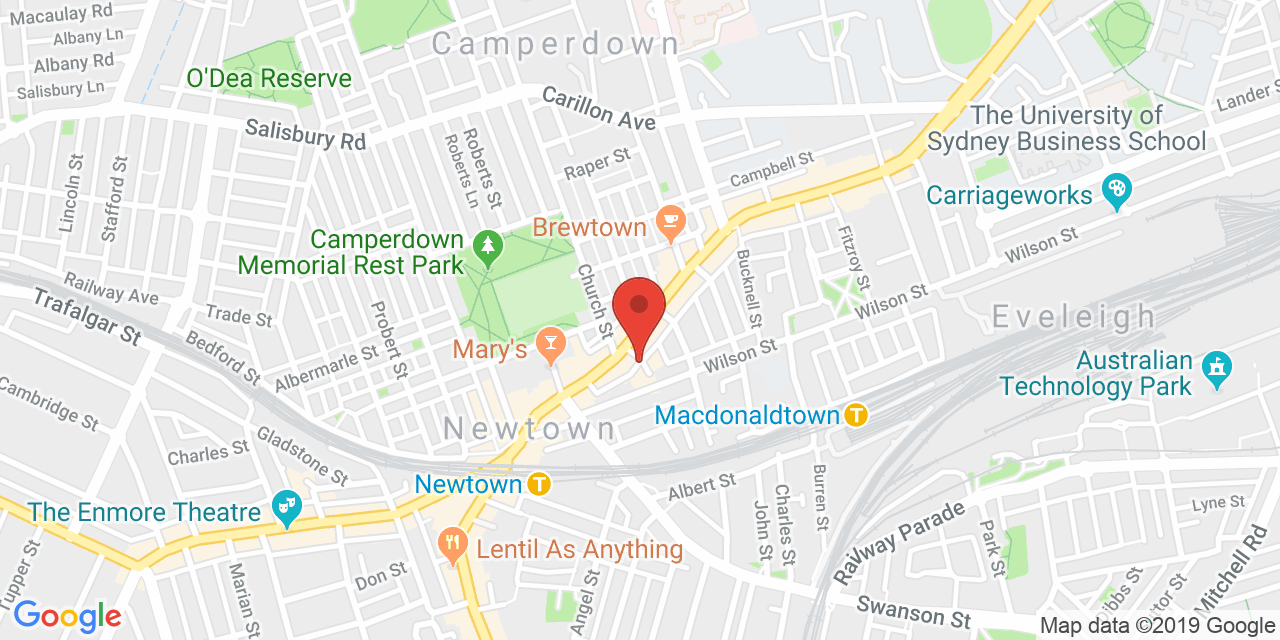 Macaulay Rd
Albany Ln
Albany Rd
Salisbury Ln
O'Dea Reserve
Camperdown
Salisbury Rd
Carillon Ave
The University of
Sydney Business School
Lander St
Lincoln St
Stafford St
Roberts St
Roberts Ln
Raper St
Campbell St
Carriageworks
Brewtown
Camperdown
Memorial Rest Park
Wilson St
Fitzroy St
Bucknell St
Railway Ave
Trafalgar St
Trade St
Church St
Probert St
Wilson St
Eveleigh
Bedford St
Albermarle St
Mary's
Wilson St
Australian
Technology Park
Cambridge St
Macdonaldtown
T
Newtown
Charles St
Gladstone St
Newtown
T
Albert St
Burren St
Charles St
John St
The Enmore Theatre
Lentil As Anything
Railway Parade
Lyne St
Park St
Mitchell Rd
Tupper St
Marian St
Don St
Angel St
Swanson St
Google
Map data ©2019 Google